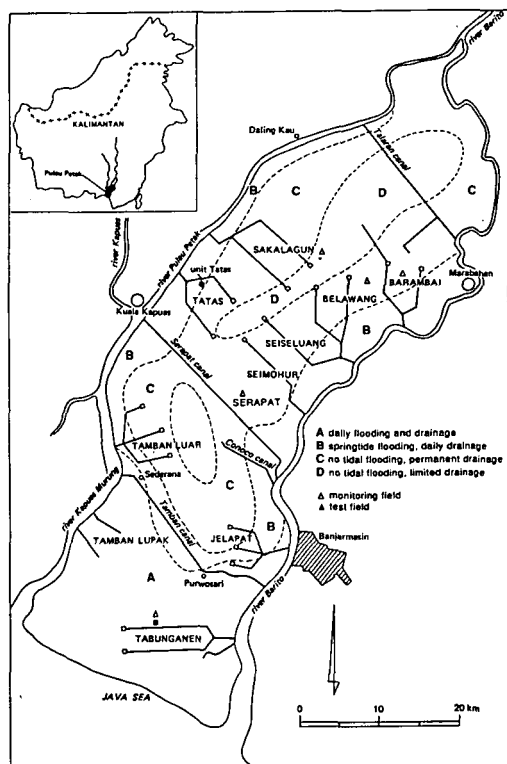 KALIMANTAN
Pulau Petak
river Barito
Daling Kau
Talaran canal
B
C
D
C
river Kapuas
river Pulau Petak
SAKALAGUN
unit Tatas
TATAS
D
BARAMBAI
Marabahan
BELAWANG
Kuala Kapuas
SEISELUANG
B
Serapat canal
SEIMOHUR
B
SERAPAT
C
Conoco canal
TAMBAN LUAR
Sederana
C
A daily flooding and drainage
B springtide flooding, daily drainage
C no tidal flooding, permanent drainage
D no tidal flooding, limited drainage
monitoring field
test field
river Kapuas Murung
Tamban canal
JELAPAT
B
Banjermasin
TAMBAN LUPAK
A
Purwosari
river Barito
TABUNGANEN
JAVA SEA
0 10 20 km